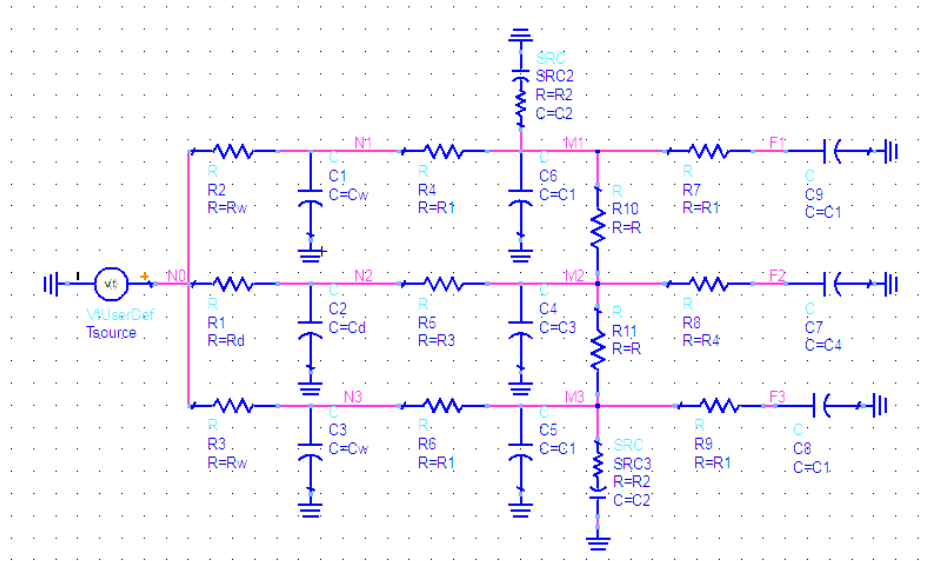 SRC
SRC2
R=R2
C=C2
N1
M1
F1
R
R2
R=Rw
C
C1
C=Cw
R
R4
R=R1
C
C6
C=C1
R
R10
R=R
R
R7
R=R1
C
C9
C=C1
- + N0
v(t)
VtUserDef
Tsource
N2
M2
F2
R
R1
R=Rd
C
C2
C=Cd
R
R5
R=R3
C
C4
C=C3
R
R11
R=R
R
R8
R=R4
C
C7
C=C4
N3
M3
F3
R
R3
R=Rw
C
C3
C=Cw
R
R6
R=R1
C
C5
C=C1
SRC
SRC3
R=R2
C=C2
R
R9
R=R1
C
C8
C=C1